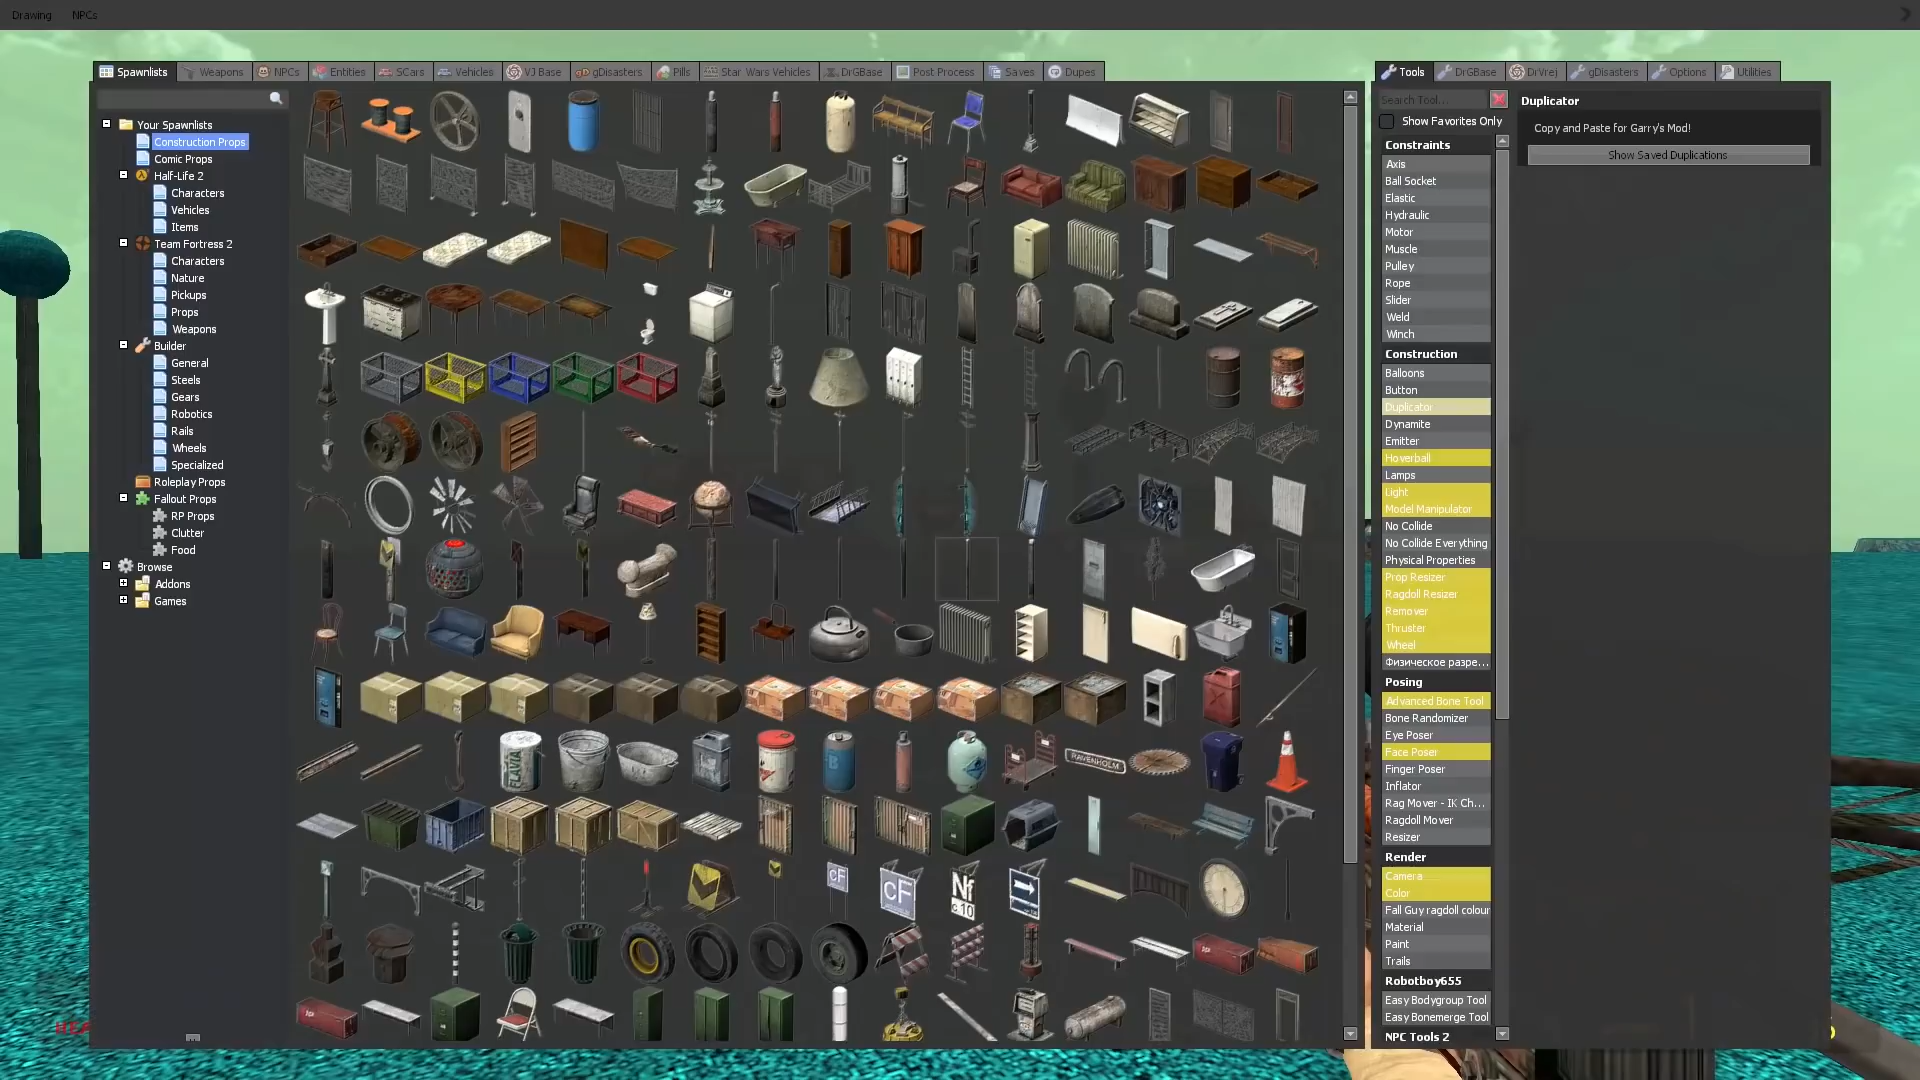 Drawing NPCs
Spawnlists Weapons NPCs Entities SCars Vehicles VJ Base gDisasters Pills Star Wars Vehicles DrGBase Post Process Saves Dupes
Your Spawnlists
Construction Props
Comic Props
Half-Life 2
Characters
Vehicles
Items
Team Fortress 2
Characters
Nature
Pickups
Props
Weapons
Builder
General
Steels
Gears
Robotics
Rails
Wheels
Specialized
Roleplay Props
Fallout Props
RP Props
Clutter
Food
Browse
Addons
Games
RAVENHOLM
cF
cF
Nf
c 10
Tools DrGBase DrVrej gDisasters Options Utilities
Search Tool...
Show Favorites Only
Constraints
Axis
Ball Socket
Elastic
Hydraulic
Motor
Muscle
Pulley
Rope
Slider
Weld
Winch
Construction
Balloons
Button
Duplicator
Dynamite
Emitter
Hoverball
Lamps
Light
Model Manipulator
No Collide
No Collide Everything
Physical Properties
Prop Resizer
Ragdoll Resizer
Remover
Thruster
Wheel
Физическое разре...
Posing
Advanced Bone Tool
Bone Randomizer
Eye Poser
Face Poser
Finger Poser
Inflator
Rag Mover - IK Ch...
Ragdoll Mover
Resizer
Render
Camera
Color
Fall Guy ragdoll colour
Material
Paint
Trails
Robotboy655
Easy Bodygroup Tool
Easy Bonemerge Tool
NPC Tools 2
Duplicator
Copy and Paste for Garry's Mod!
Show Saved Duplications